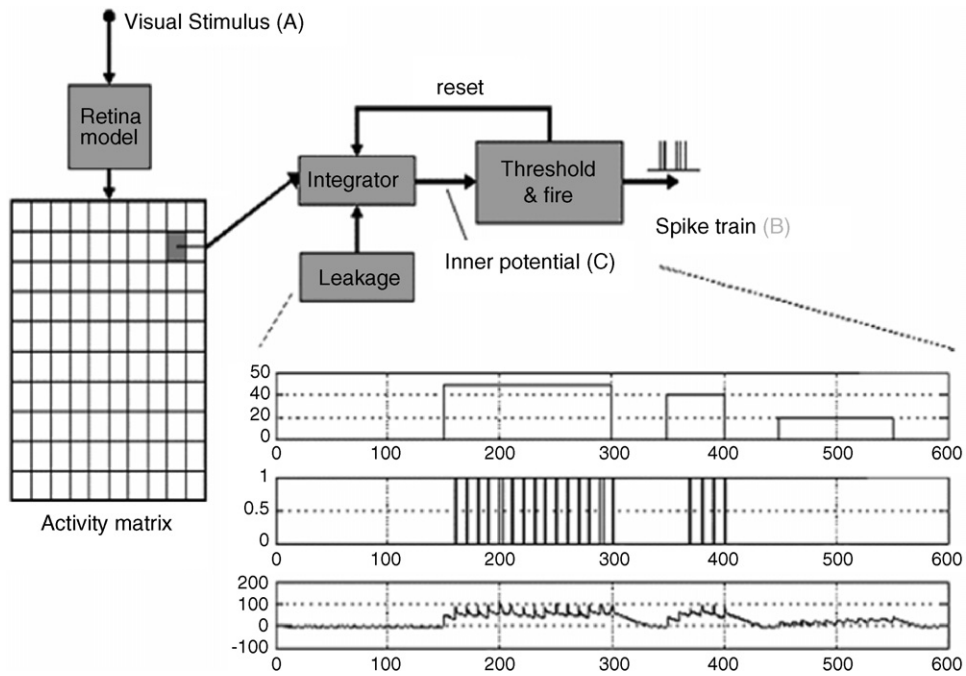 Visual Stimulus (A)
Retina
model
reset
Integrator
Threshold
& fire
Leakage
Inner potential (C)
Spike train (B)
Activity matrix
50
40
20
0
0 100 200 300 400 500 600
1
0.5
0
0 100 200 300 400 500 600
200
100
0
-100
0 100 200 300 400 500 600